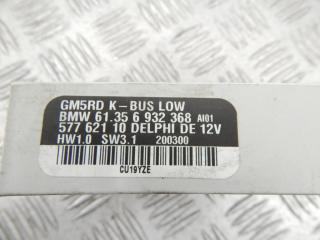 GM5RD K-BUS LOW
BMW 61.35 6 932 368 AI01
577 621 10 DELPHI DE 12V
HW1.0 SW3.1 200300
CU19YZE